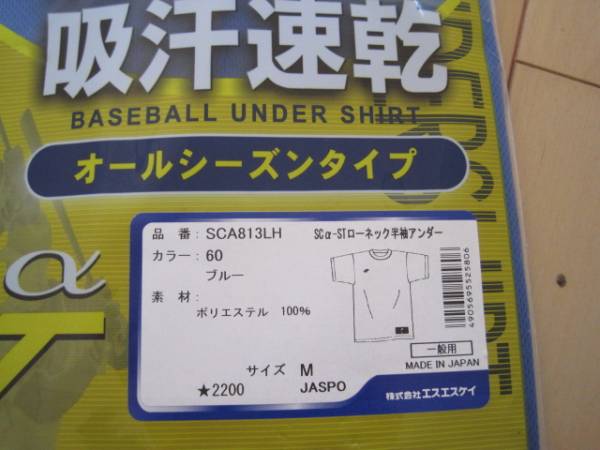 吸汗速乾
BASEBALL UNDER SHIRT
オールシーズンタイプ
α
品 番: SCA813LH
SCα-STローネック半袖アンダー
カラー: 60
ブルー
素 材:
ポリエステル 100%
4905695525806
一般用
MADE IN JAPAN
サイズ M
★2200 JASPO
株式会社エスエスケイ